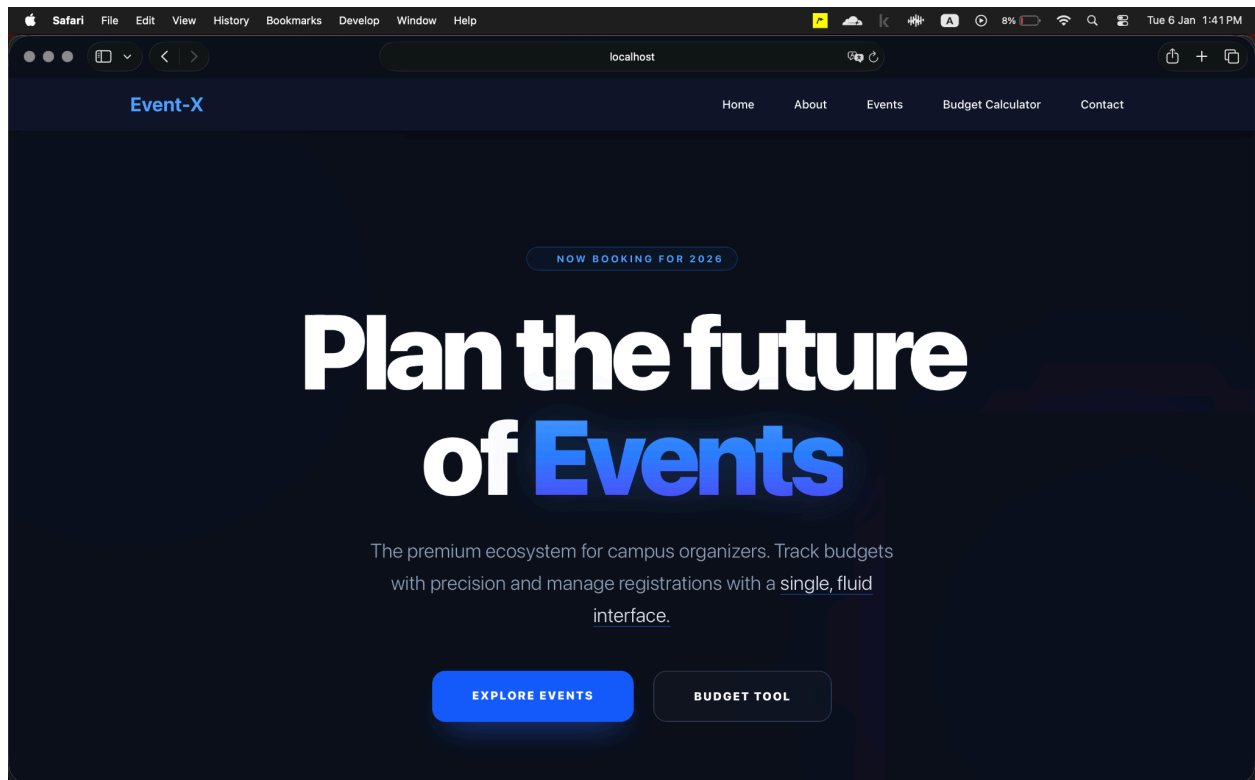 Safari File Edit View History Bookmarks Develop Window Help A 8% Tue 6 Jan 1:41 PM
localhost
Event-X Home About Events Budget Calculator Contact
NOW BOOKING FOR 2026
Plan the future
of Events
The premium ecosystem for campus organizers. Track budgets
with precision and manage registrations with a single, fluid
interface.
EXPLORE EVENTS BUDGET TOOL